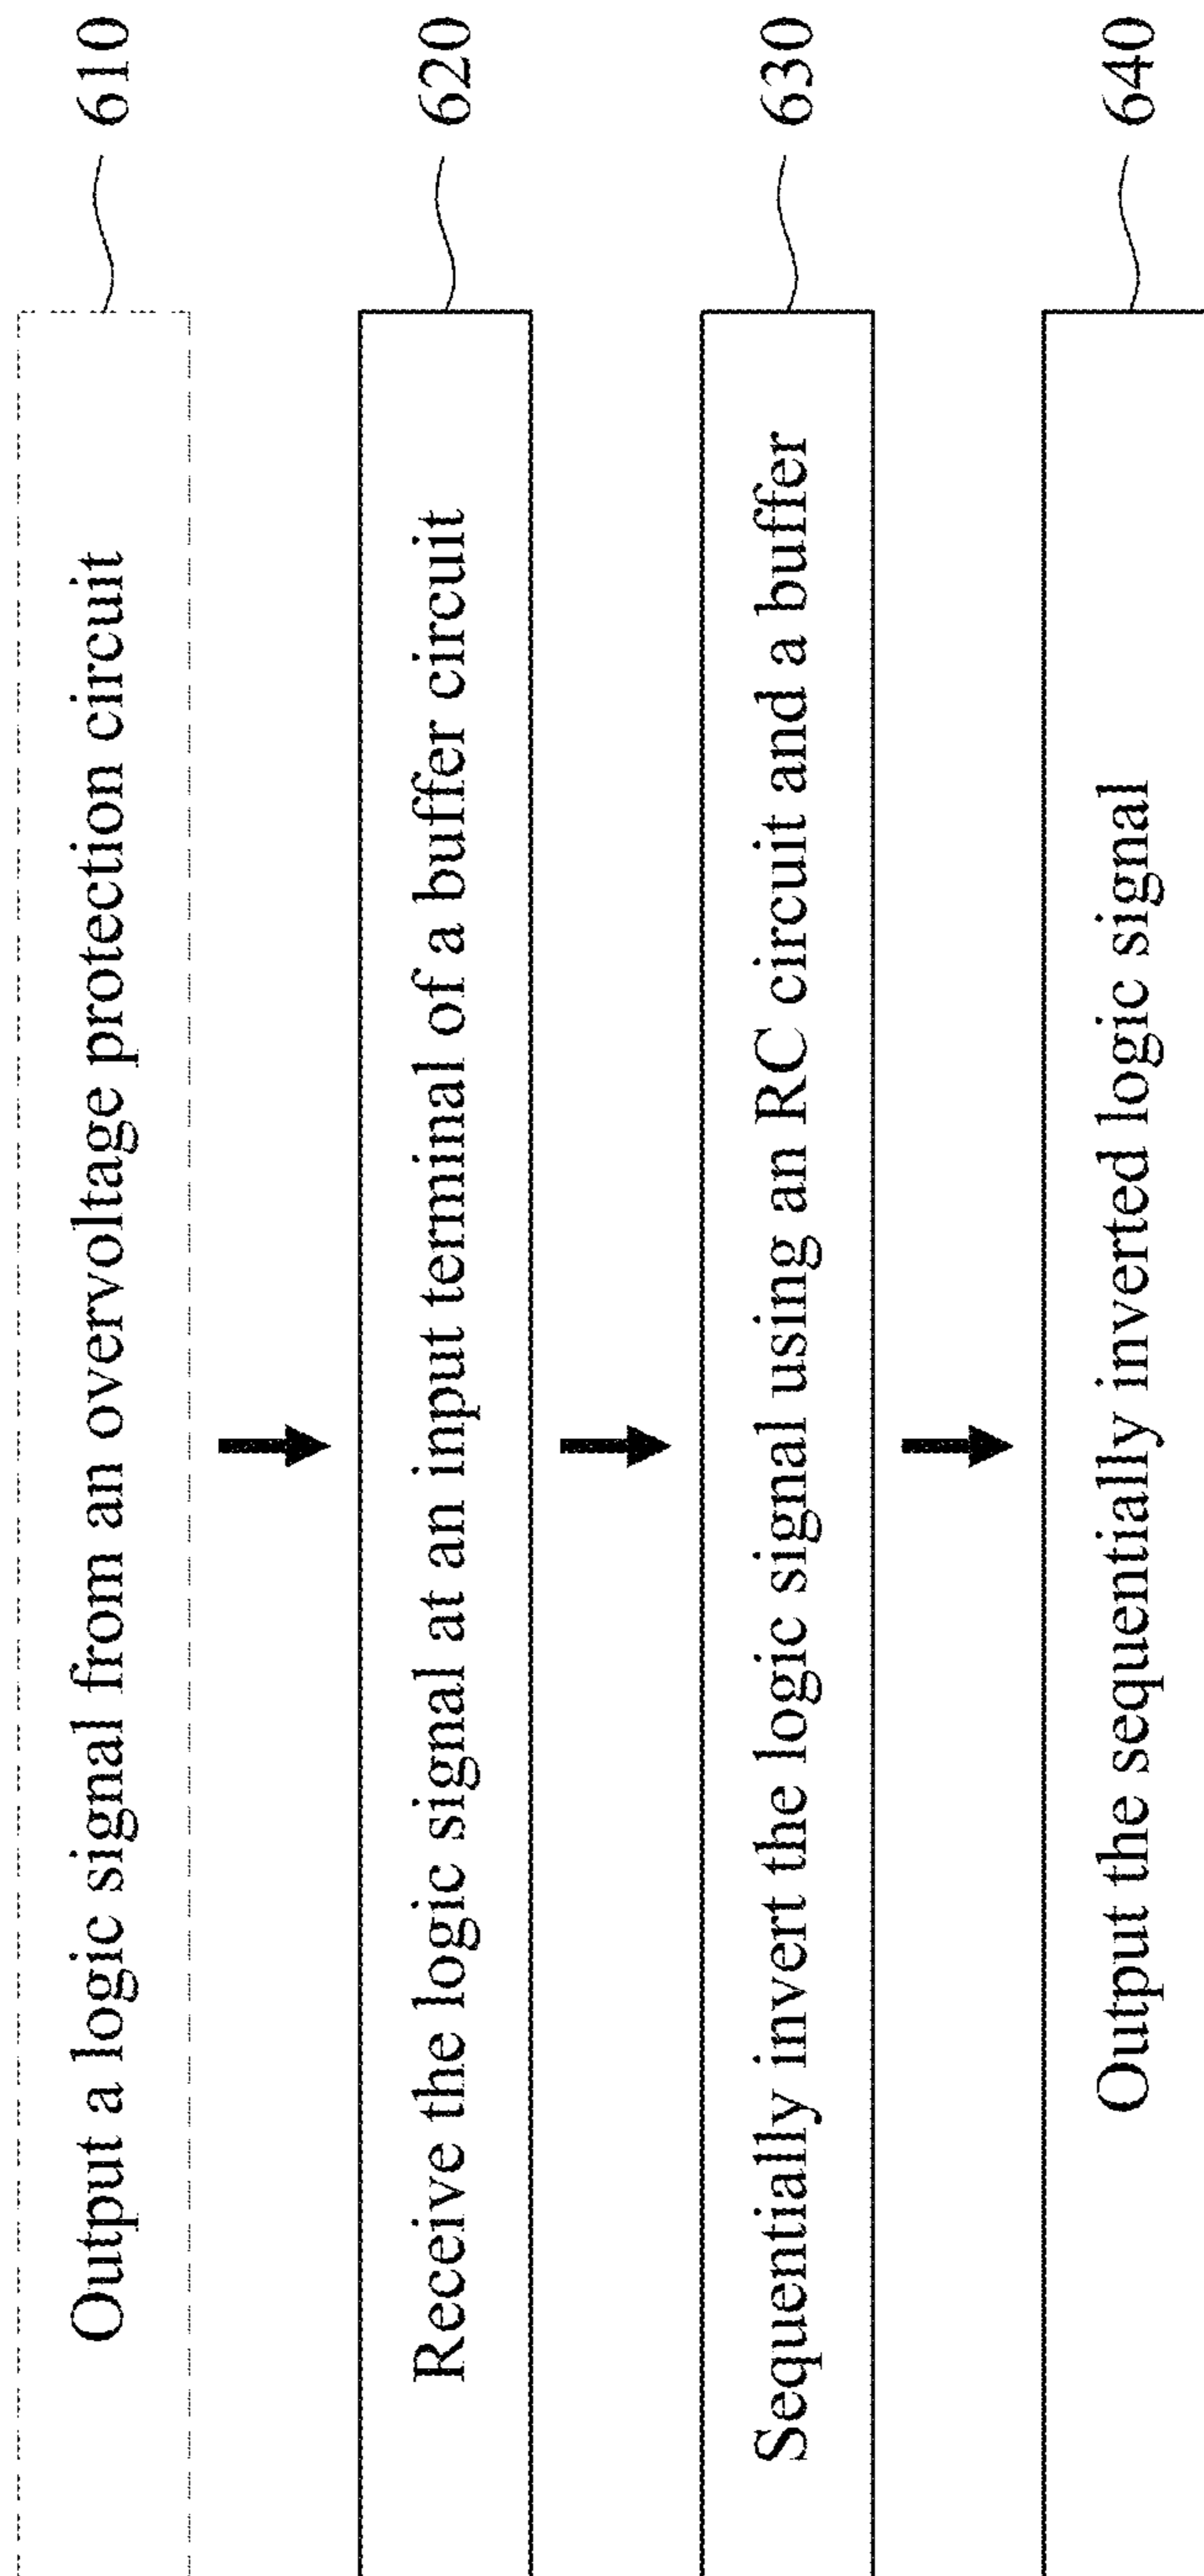 Output a logic signal from an overvoltage protection circuit
610
Receive the logic signal at an input terminal of a buffer circuit
620
Sequentially invert the logic signal using an RC circuit and a buffer
630
Output the sequentially inverted logic signal
640